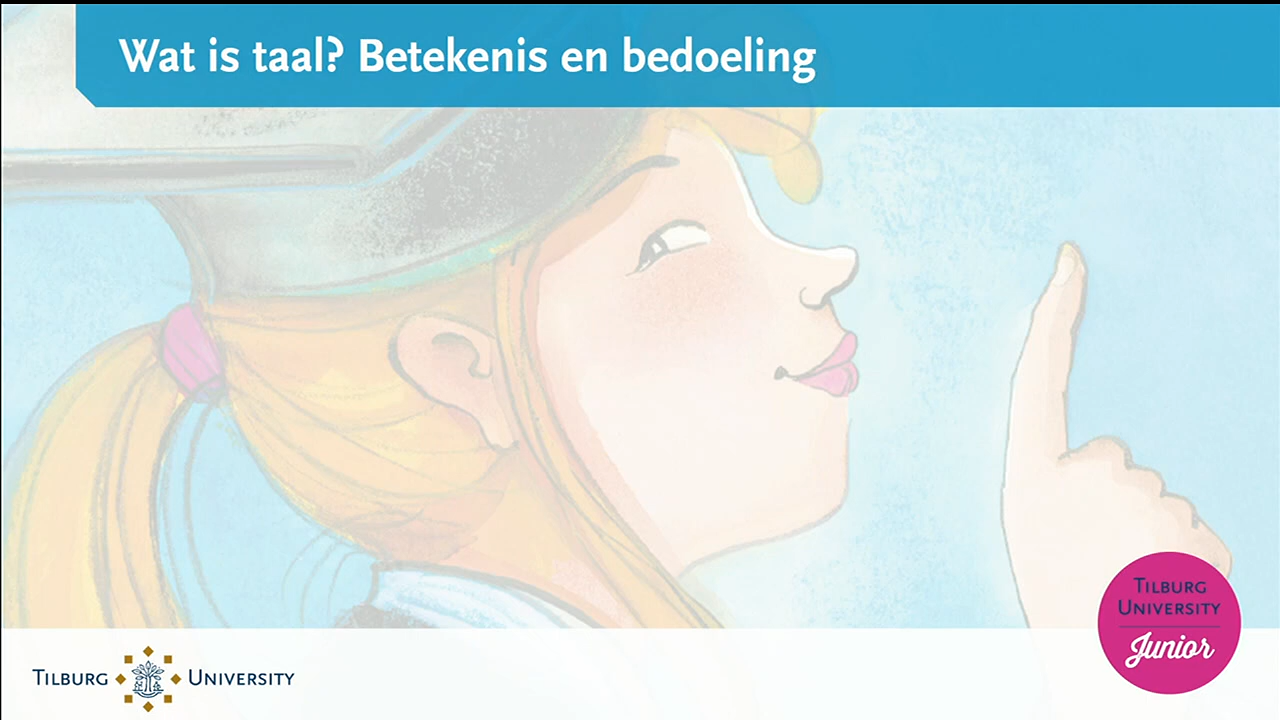 Wat is taal? Betekenis en bedoeling
TILBURG
UNIVERSITY
Junior
TILBURG UNIVERSITY